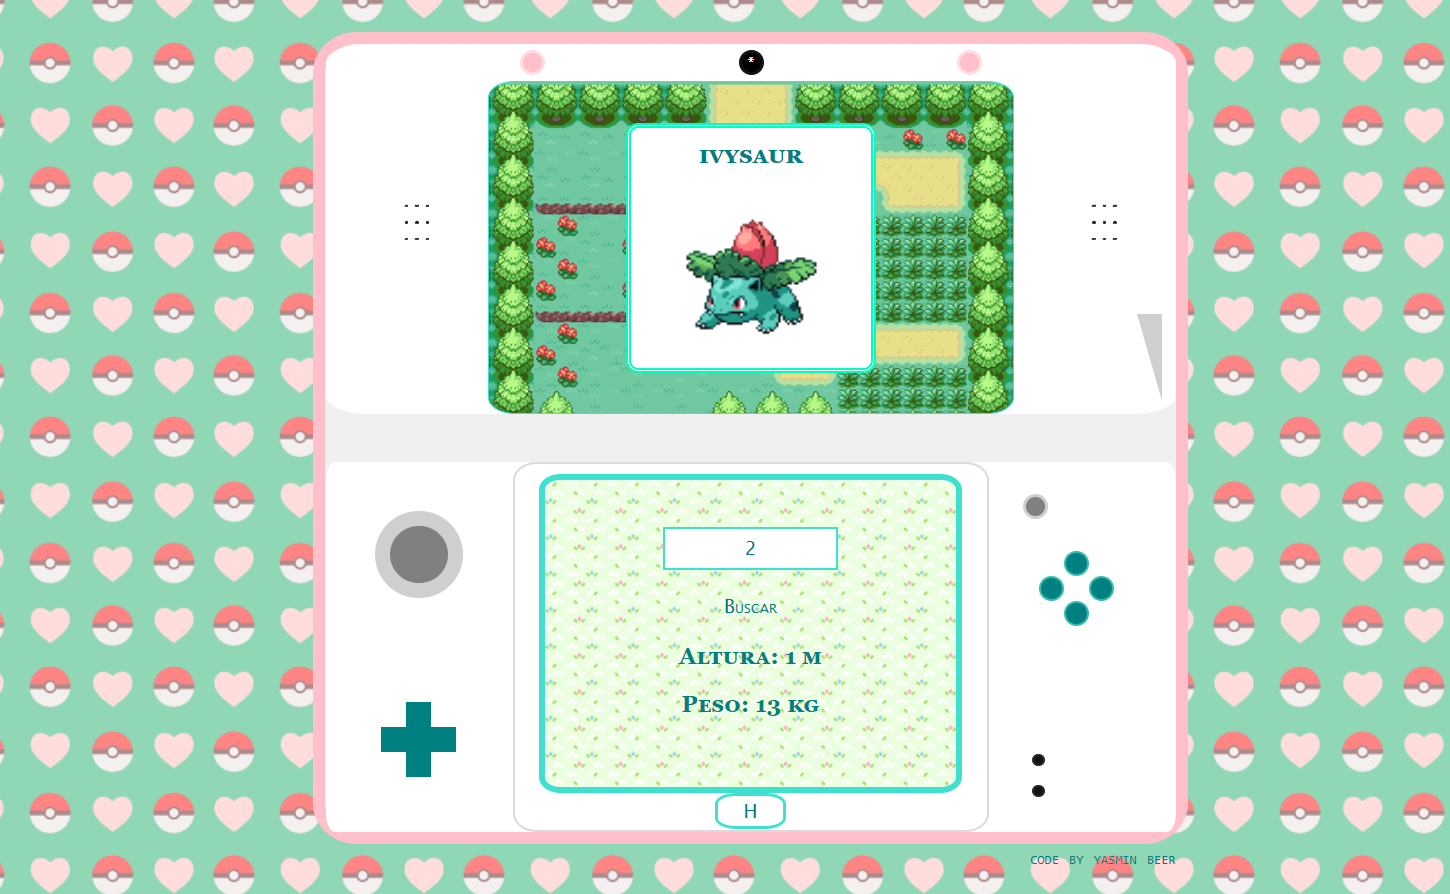 *
IVYSAUR
2
Buscar
Altura: 1 m
Peso: 13 kg
H
CODE BY YASMIN BEER